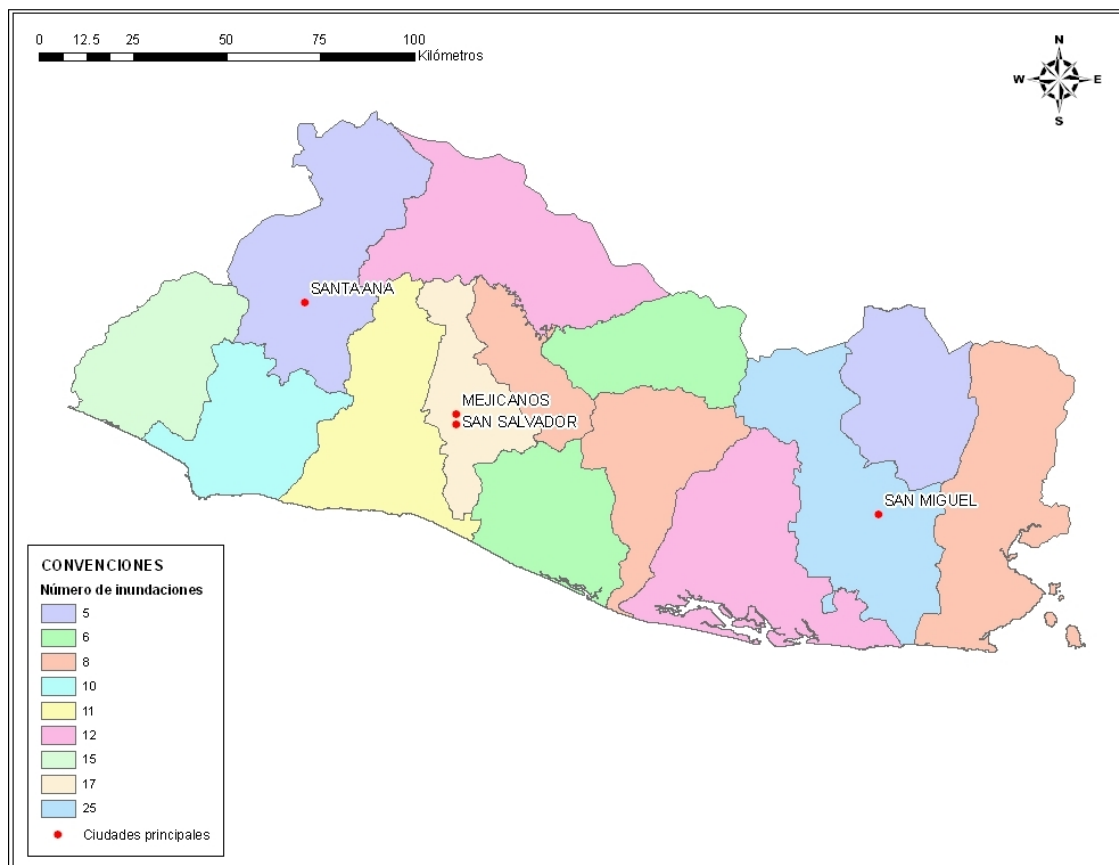 0 12.5 25 50 75 100
Kilómetros
N
W E
S
SANTA ANA
MEJICANOS
SAN SALVADOR
SAN MIGUEL
CONVENCIONES
Número de inundaciones
5
6
8
10
11
12
15
17
25
Ciudades principales